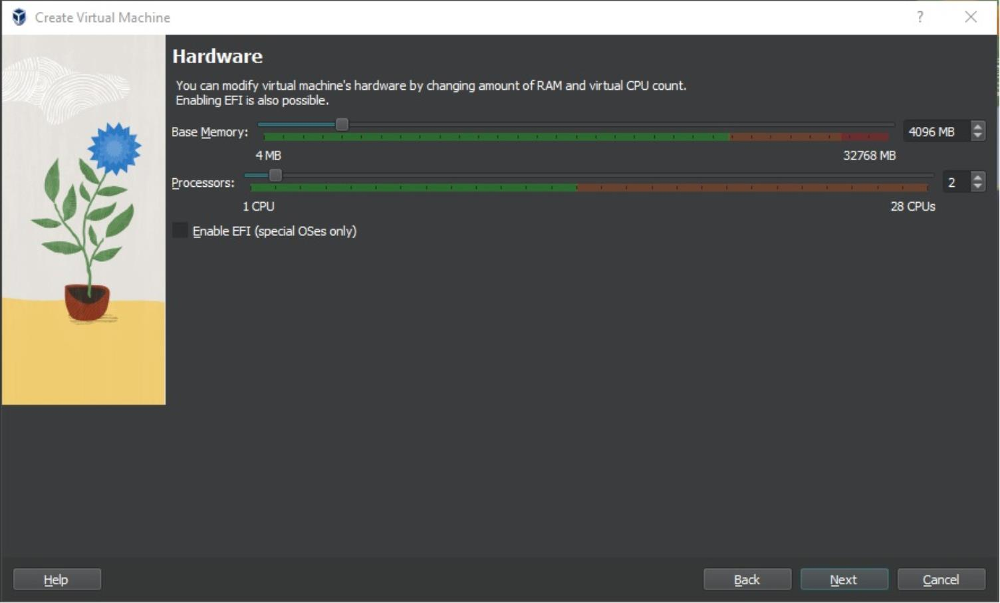 Create Virtual Machine
?
Hardware
You can modify virtual machine's hardware by changing amount of RAM and virtual CPU count.
Enabling EFI is also possible.
Base Memory: 4096 MB
4 MB 32768 MB
Processors: 2
1 CPU 28 CPUs
Enable EFI (special OSes only)
Help Back Next Cancel